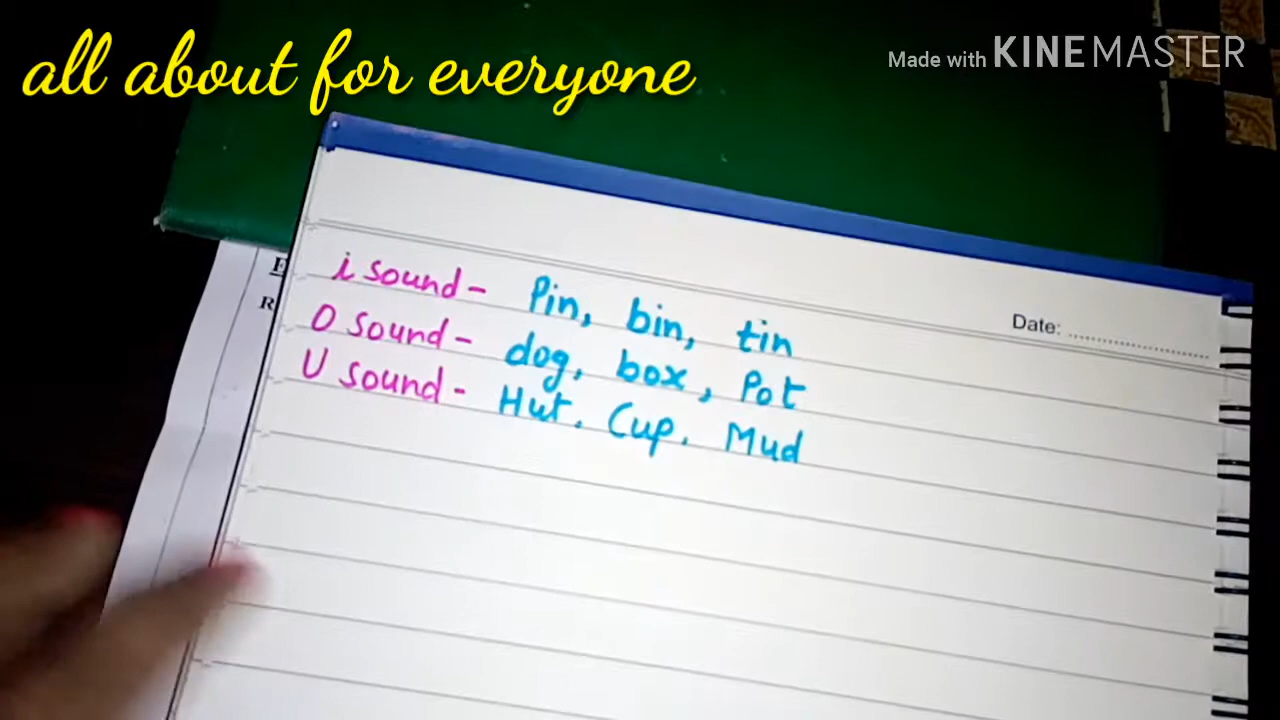 all about for everyone
Made with KINEMASTER
E
R
Date: ........................
i sound - Pin, bin, tin
O sound - dog, box, Pot
U sound - Hut. Cup. Mud